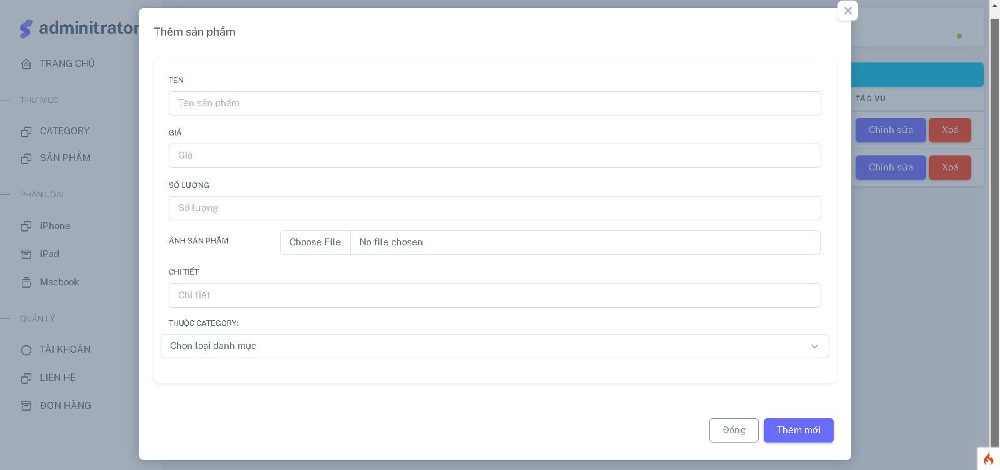 adminitrator
TRANG CHỦ
THƯ MỤC
CATEGORY
SẢN PHẨM
PHÂN LOẠI
iPhone
iPad
Macbook
QUẢN LÝ
TÀI KHOẢN
LIÊN HỆ
ĐƠN HÀNG
Thêm sản phẩm
TÊN
Tên sản phẩm
GIÁ
Giá
SỐ LƯỢNG
Số lượng
ẢNH SẢN PHẨM
Choose File No file chosen
CHI TIẾT
Chi tiết
THUỘC CATEGORY:
Chọn loại danh mục
Đóng Thêm mới
TÁC VỤ
Chỉnh sửa Xoá
Chỉnh sửa Xoá